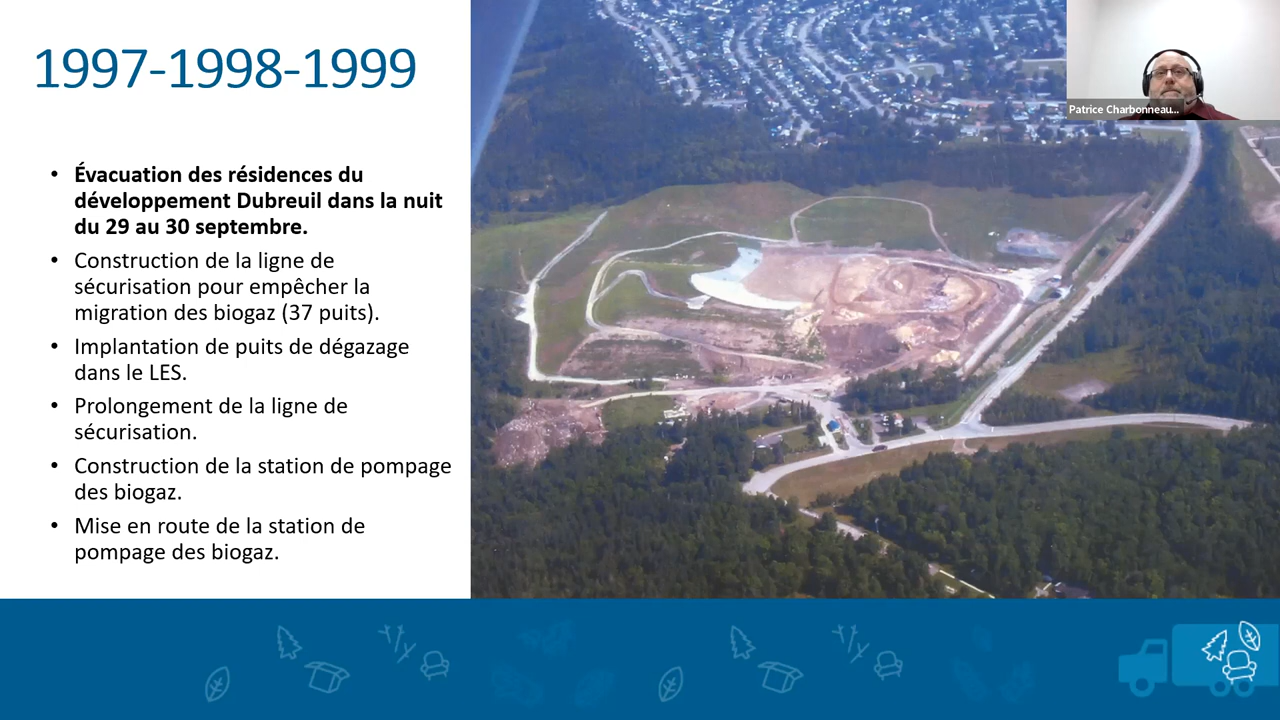 1997-1998-1999
Patrice Charbonneau...
• Évacuation des résidences du
développement Dubreuil dans la nuit
du 29 au 30 septembre.
• Construction de la ligne de
sécurisation pour empêcher la
migration des biogaz (37 puits).
• Implantation de puits de dégazage
dans le LES.
• Prolongement de la ligne de
sécurisation.
• Construction de la station de pompage
des biogaz.
• Mise en route de la station de
pompage des biogaz.